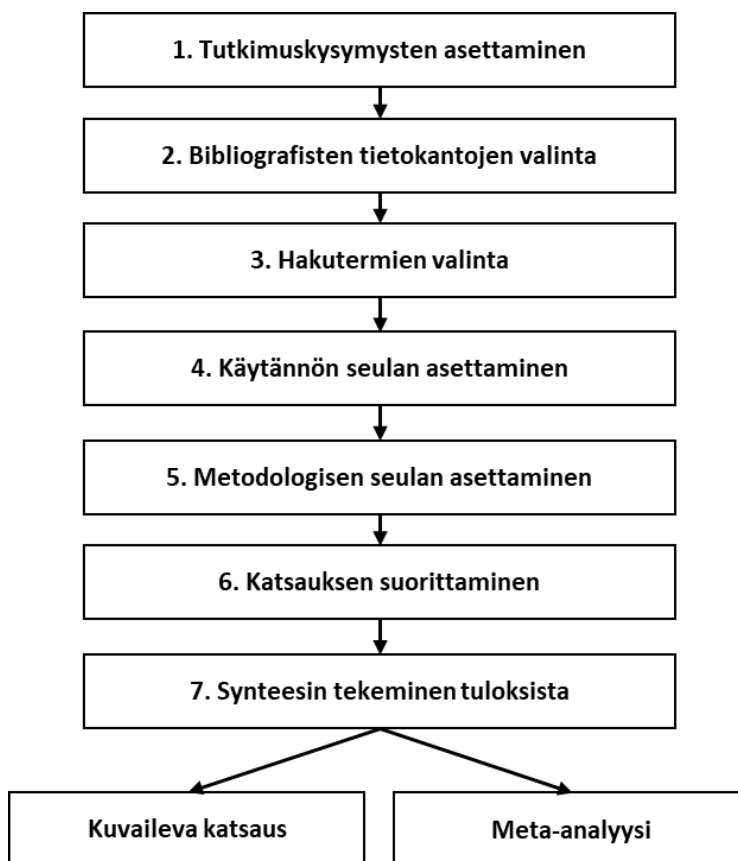 1. Tutkimuskysymysten asettaminen
2. Bibliografisten tietokantojen valinta
3. Hakutermien valinta
4. Käytännön seulan asettaminen
5. Metodologisen seulan asettaminen
6. Katsauksen suorittaminen
7. Synteesin tekeminen tuloksista
Kuvaileva katsaus
Meta-analyysi